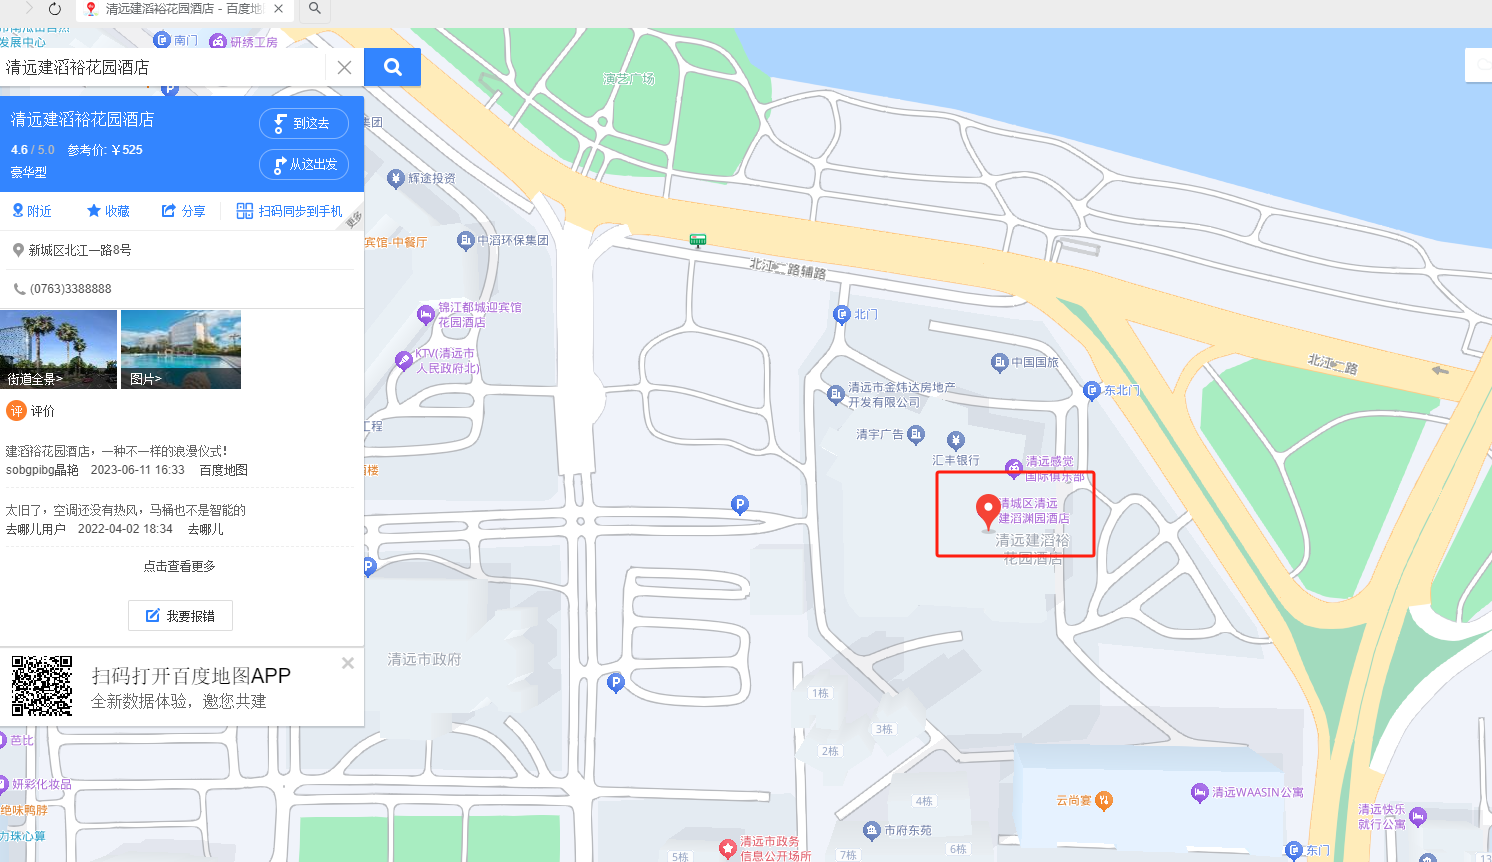 清远建滔裕花园酒店 - 百度地
发展中心
南门
研绣工房
清远建滔裕花园酒店
清远建滔裕花园酒店
到这去
4.6 / 5.0 参考价: ¥525
从这出发
豪华型
附近
收藏
分享
扫码同步到手机
更多
新城区北江一路8号
(0763)3388888
街道全景>
图片>
评 评价
建滔裕花园酒店，一种不一样的浪漫仪式！
sobgpibg晶艳 2023-06-11 16:33 百度地图
太旧了，空调还没有热风，马桶也不是智能的
去哪儿用户 2022-04-02 18:34 去哪儿
点击查看更多
我要报错
扫码打开百度地图APP
全新数据体验，邀您共建
演艺广场
集团
辉途投资
宾馆-中餐厅
中滔环保集团
北江二路辅路
锦江都城迎宾馆
花园酒店
北门
KTV(清远市
人民政府北)
中国国旅
北江二路
东北门
清远市金炜达房地产
开发有限公司
工程
清宇广告
汇丰银行
清远感觉
国际俱乐部
楼
P
P
P
P
清城区清远
建滔渊园酒店
清远建滔裕
花园酒店
清远市政府
1栋
3栋
2栋
芭比
妍彩化妆品
绝味鸭脖
力珠心算
4栋
云尚宴
清远WAASIN公寓
清远快乐
就行公寓
市府东苑
清远市政务
信息公开场所
5栋
7栋
6栋
东门
13